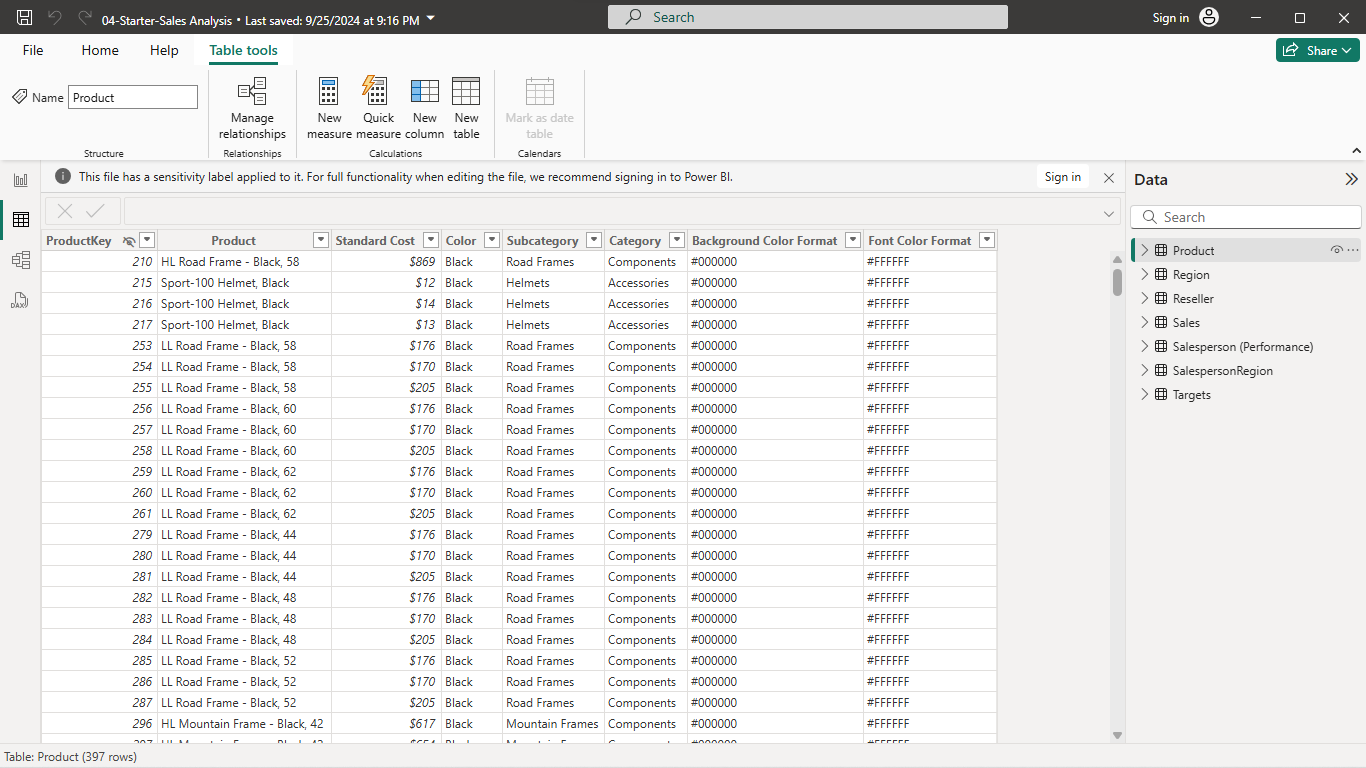 04-Starter-Sales Analysis • Last saved: 9/25/2024 at 9:16 PM
Search
Sign in
File
Home
Help
Table tools
Share
Name
Product
Manage relationships
New measure
Quick measure
New column
New table
Mark as date table
Structure
Relationships
Calculations
Calendars
This file has a sensitivity label applied to it. For full functionality when editing the file, we recommend signing in to Power BI.
Sign in
ProductKey Product Standard Cost Color Subcategory Category Background Color Format Font Color Format
210 HL Road Frame - Black, 58 $869 Black Road Frames Components #000000 #FFFFFF
215 Sport-100 Helmet, Black $12 Black Helmets Accessories #000000 #FFFFFF
216 Sport-100 Helmet, Black $14 Black Helmets Accessories #000000 #FFFFFF
217 Sport-100 Helmet, Black $13 Black Helmets Accessories #000000 #FFFFFF
253 LL Road Frame - Black, 58 $176 Black Road Frames Components #000000 #FFFFFF
254 LL Road Frame - Black, 58 $170 Black Road Frames Components #000000 #FFFFFF
255 LL Road Frame - Black, 58 $205 Black Road Frames Components #000000 #FFFFFF
256 LL Road Frame - Black, 60 $176 Black Road Frames Components #000000 #FFFFFF
257 LL Road Frame - Black, 60 $170 Black Road Frames Components #000000 #FFFFFF
258 LL Road Frame - Black, 60 $205 Black Road Frames Components #000000 #FFFFFF
259 LL Road Frame - Black, 62 $176 Black Road Frames Components #000000 #FFFFFF
260 LL Road Frame - Black, 62 $170 Black Road Frames Components #000000 #FFFFFF
261 LL Road Frame - Black, 62 $205 Black Road Frames Components #000000 #FFFFFF
279 LL Road Frame - Black, 44 $176 Black Road Frames Components #000000 #FFFFFF
280 LL Road Frame - Black, 44 $170 Black Road Frames Components #000000 #FFFFFF
281 LL Road Frame - Black, 44 $205 Black Road Frames Components #000000 #FFFFFF
282 LL Road Frame - Black, 48 $176 Black Road Frames Components #000000 #FFFFFF
283 LL Road Frame - Black, 48 $170 Black Road Frames Components #000000 #FFFFFF
284 LL Road Frame - Black, 48 $205 Black Road Frames Components #000000 #FFFFFF
285 LL Road Frame - Black, 52 $176 Black Road Frames Components #000000 #FFFFFF
286 LL Road Frame - Black, 52 $170 Black Road Frames Components #000000 #FFFFFF
287 LL Road Frame - Black, 52 $205 Black Road Frames Components #000000 #FFFFFF
296 HL Mountain Frame - Black, 42 $617 Black Mountain Frames Components #000000 #FFFFFF
Data
Search
Product
Region
Reseller
Sales
Salesperson (Performance)
SalespersonRegion
Targets
DAX
Table: Product (397 rows)